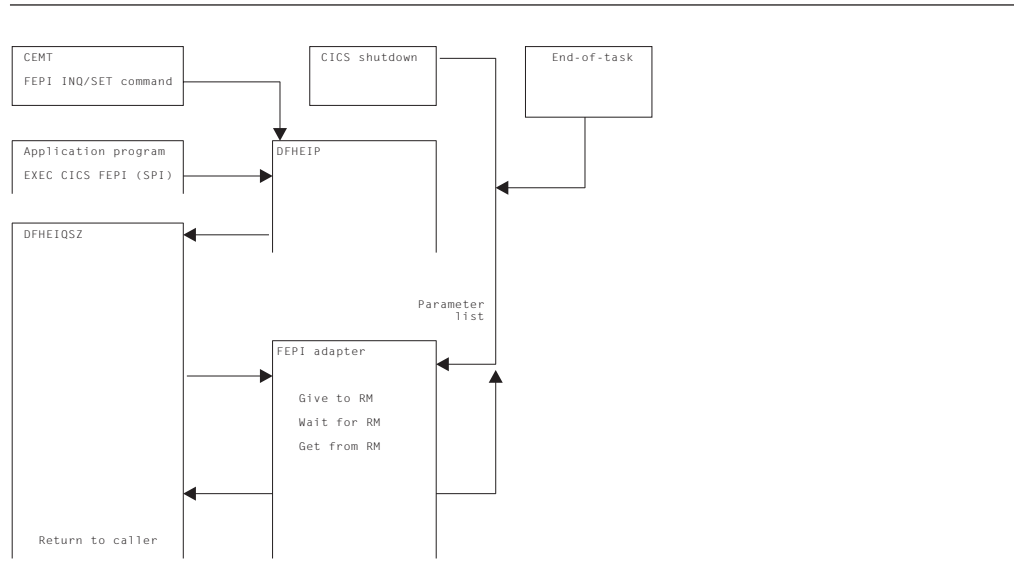 CEMT
FEPI INQ/SET command
CICS shutdown
End-of-task
Application program
EXEC CICS FEPI (SPI)
DFHEIP
DFHEIQSZ
Parameter
list
FEPI adapter
Give to RM
Wait for RM
Get from RM
Return to caller